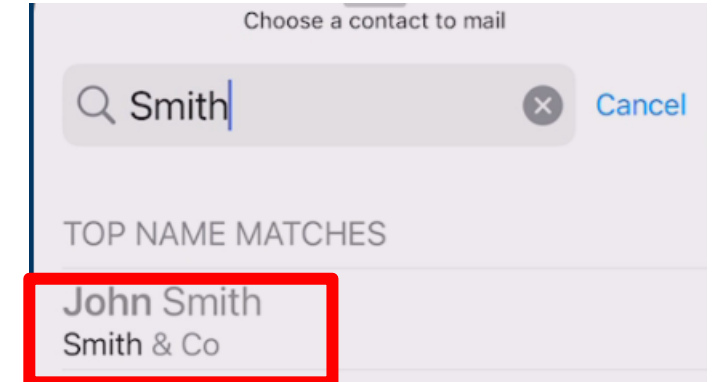 Choose a contact to mail
Smith
Cancel
TOP NAME MATCHES
John Smith
Smith & Co